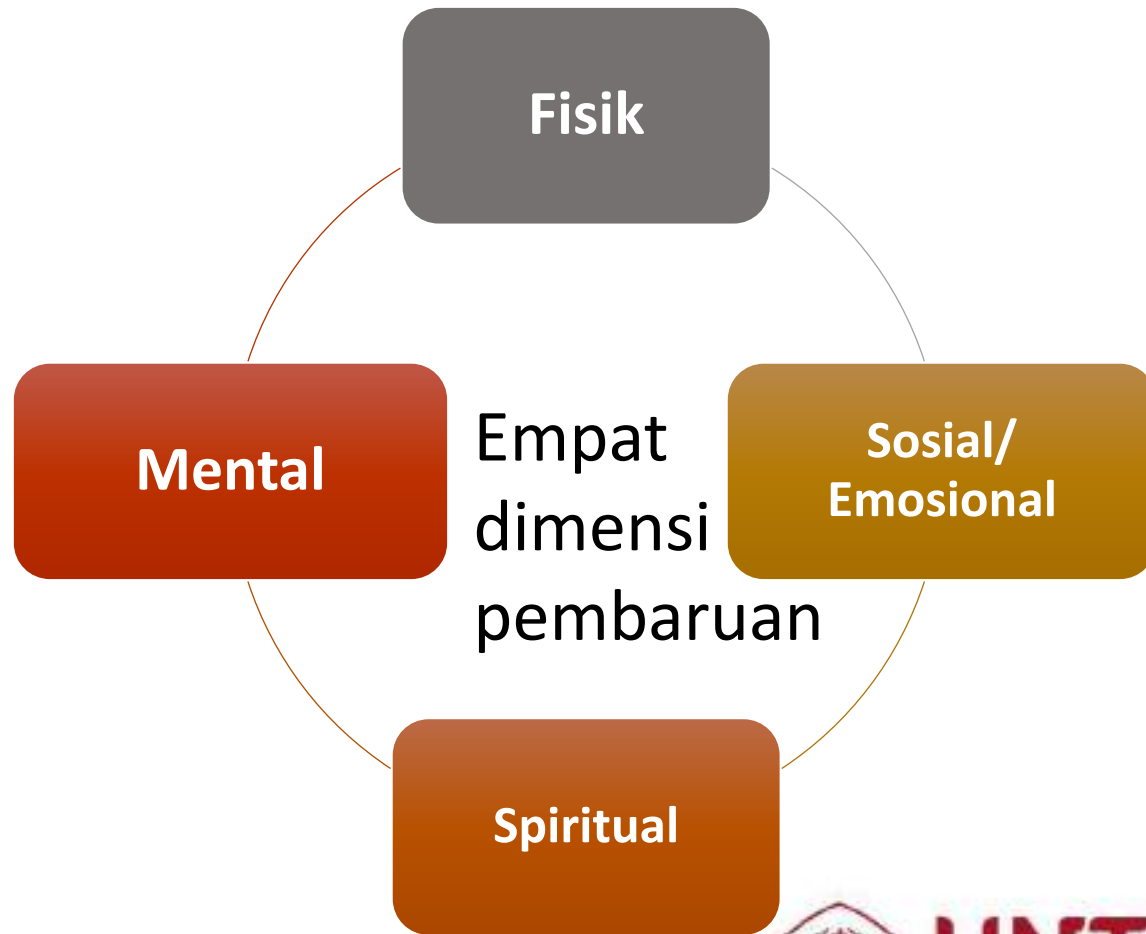 Fisik
Mental
Empat
dimensi
pembaruan
Sosial/
Emosional
Spiritual